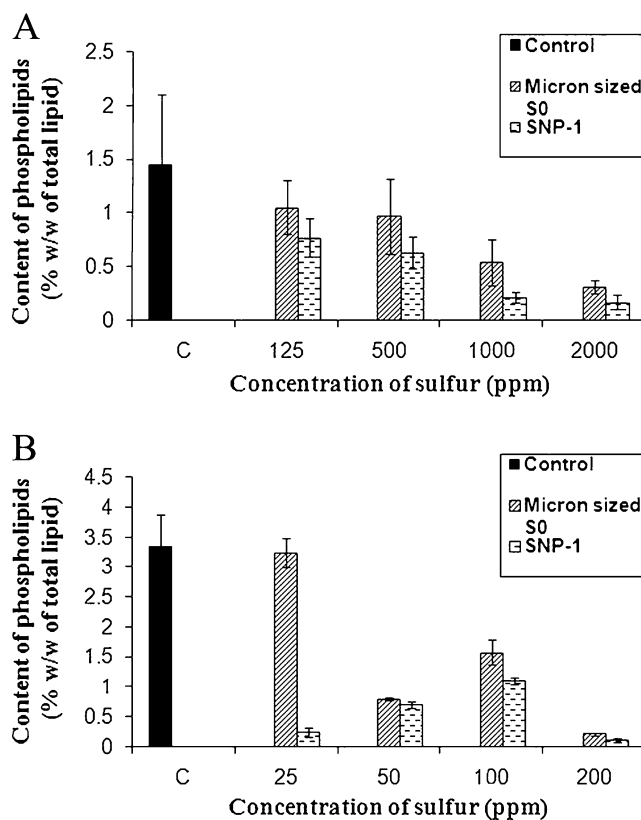 A
Content of phospholipids
(% w/w of total lipid)
2.5
2
1.5
1
0.5
0
Control
Micron sized
S0
SNP-1
C 125 500 1000 2000
Concentration of sulfur (ppm)
B
Content of phospholipids
(% w/w of total lipid)
4.5
4
3.5
3
2.5
2
1.5
1
0.5
0
Control
Micron sized
S0
SNP-1
C 25 50 100 200
Concentration of sulfur (ppm)